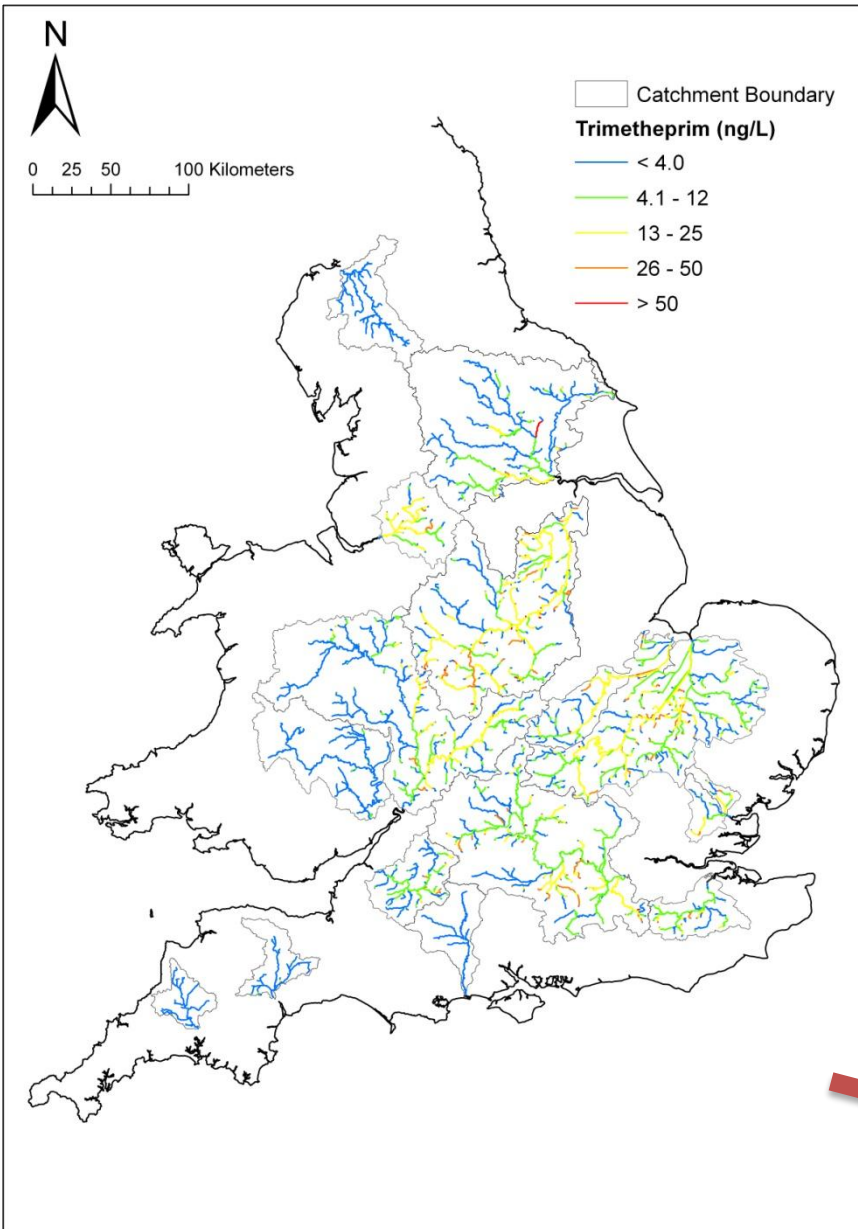 N
0 25 50 100 Kilometers
Catchment Boundary
Trimetheprim (ng/L)
< 4.0
4.1 - 12
13 - 25
26 - 50
> 50